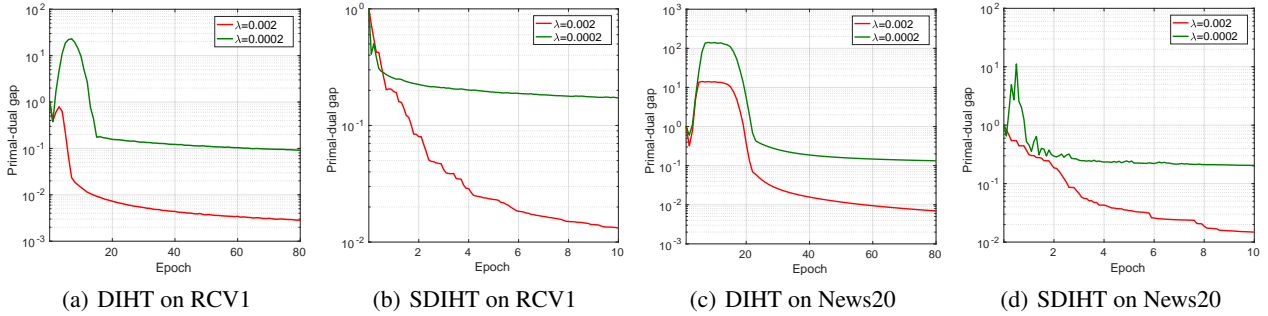 10^2
10^1
10^0
10^-1
10^-2
10^-3
Primal-dual gap
λ=0.002
λ=0.0002
20 40 60 80
Epoch
(a) DIHT on RCV1
10^0
10^-1
10^-2
Primal-dual gap
λ=0.002
λ=0.0002
2 4 6 8 10
Epoch
(b) SDIHT on RCV1
10^3
10^2
10^1
10^0
10^-1
10^-2
10^-3
Primal-dual gap
λ=0.002
λ=0.0002
20 40 60 80
Epoch
(c) DIHT on News20
10^2
10^1
10^0
10^-1
10^-2
Primal-dual gap
λ=0.002
λ=0.0002
2 4 6 8 10
Epoch
(d) SDIHT on News20